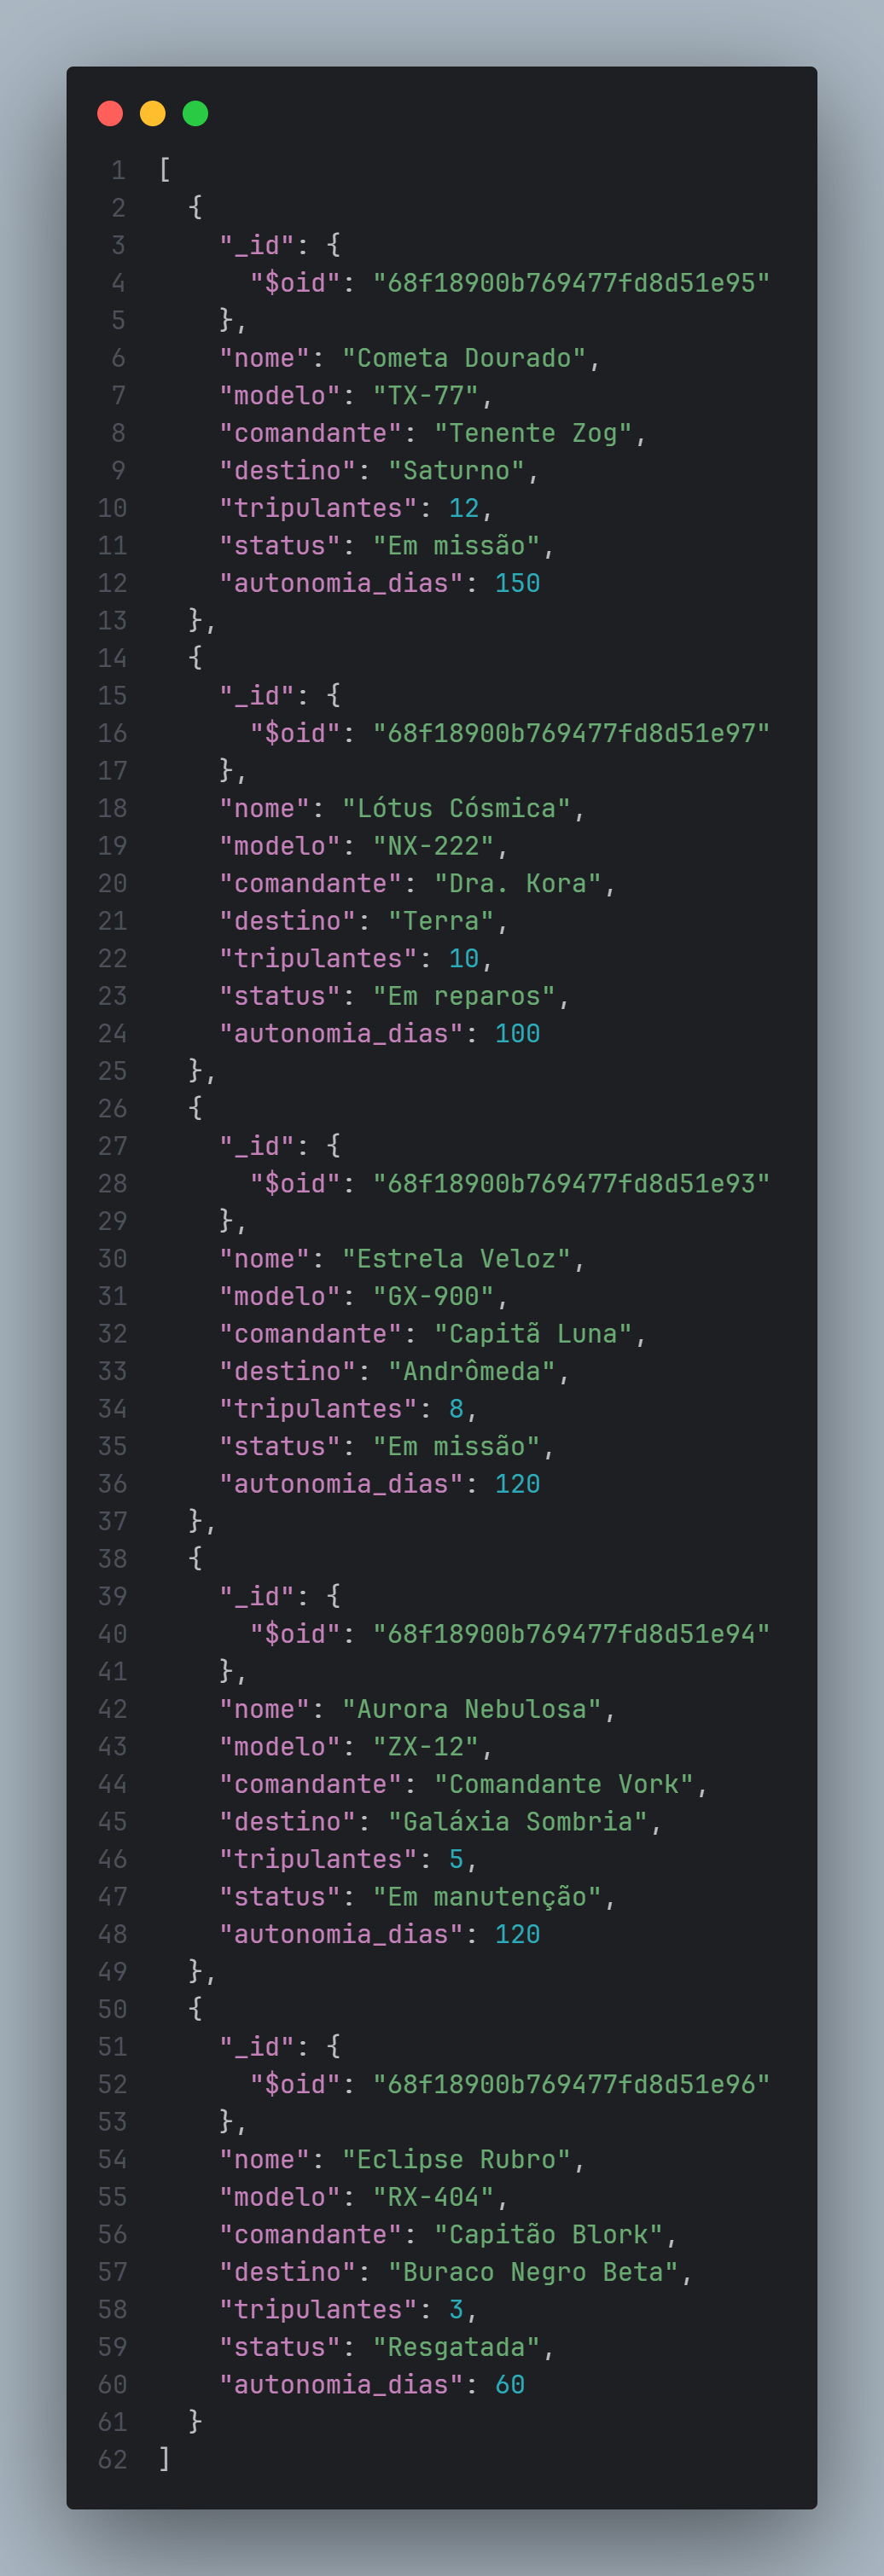 1 [
2   {
3     "_id": {
4       "$oid": "68f18900b769477fd8d51e95"
5     },
6     "nome": "Cometa Dourado",
7     "modelo": "TX-77",
8     "comandante": "Tenente Zog",
9     "destino": "Saturno",
10     "tripulantes": 12,
11     "status": "Em missão",
12     "autonomia_dias": 150
13   },
14   {
15     "_id": {
16       "$oid": "68f18900b769477fd8d51e97"
17     },
18     "nome": "Lótus Cósmica",
19     "modelo": "NX-222",
20     "comandante": "Dra. Kora",
21     "destino": "Terra",
22     "tripulantes": 10,
23     "status": "Em reparos",
24     "autonomia_dias": 100
25   },
26   {
27     "_id": {
28       "$oid": "68f18900b769477fd8d51e93"
29     },
30     "nome": "Estrela Veloz",
31     "modelo": "GX-900",
32     "comandante": "Capitã Luna",
33     "destino": "Andrômeda",
34     "tripulantes": 8,
35     "status": "Em missão",
36     "autonomia_dias": 120
37   },
38   {
39     "_id": {
40       "$oid": "68f18900b769477fd8d51e94"
41     },
42     "nome": "Aurora Nebulosa",
43     "modelo": "ZX-12",
44     "comandante": "Comandante Vork",
45     "destino": "Galáxia Sombria",
46     "tripulantes": 5,
47     "status": "Em manutenção",
48     "autonomia_dias": 120
49   },
50   {
51     "_id": {
52       "$oid": "68f18900b769477fd8d51e96"
53     },
54     "nome": "Eclipse Rubro",
55     "modelo": "RX-404",
56     "comandante": "Capitão Blork",
57     "destino": "Buraco Negro Beta",
58     "tripulantes": 3,
59     "status": "Resgatada",
60     "autonomia_dias": 60
61   }
62 ]